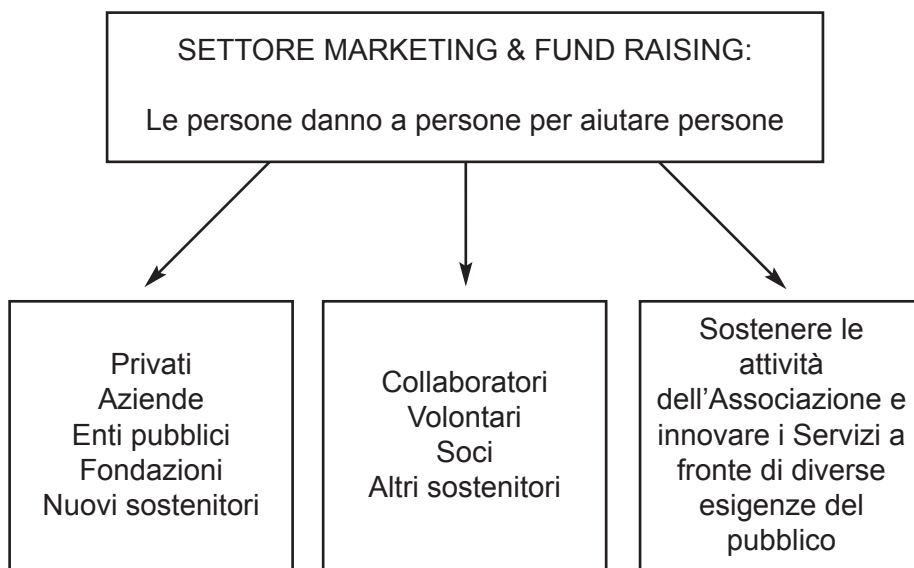 SETTORE MARKETING & FUND RAISING:
Le persone danno a persone per aiutare persone
Privati
Aziende
Enti pubblici
Fondazioni
Nuovi sostenitori
Collaboratori
Volontari
Soci
Altri sostenitori
Sostenere le
attività
dell’Associazione e
innovare i Servizi a
fronte di diverse
esigenze del
pubblico